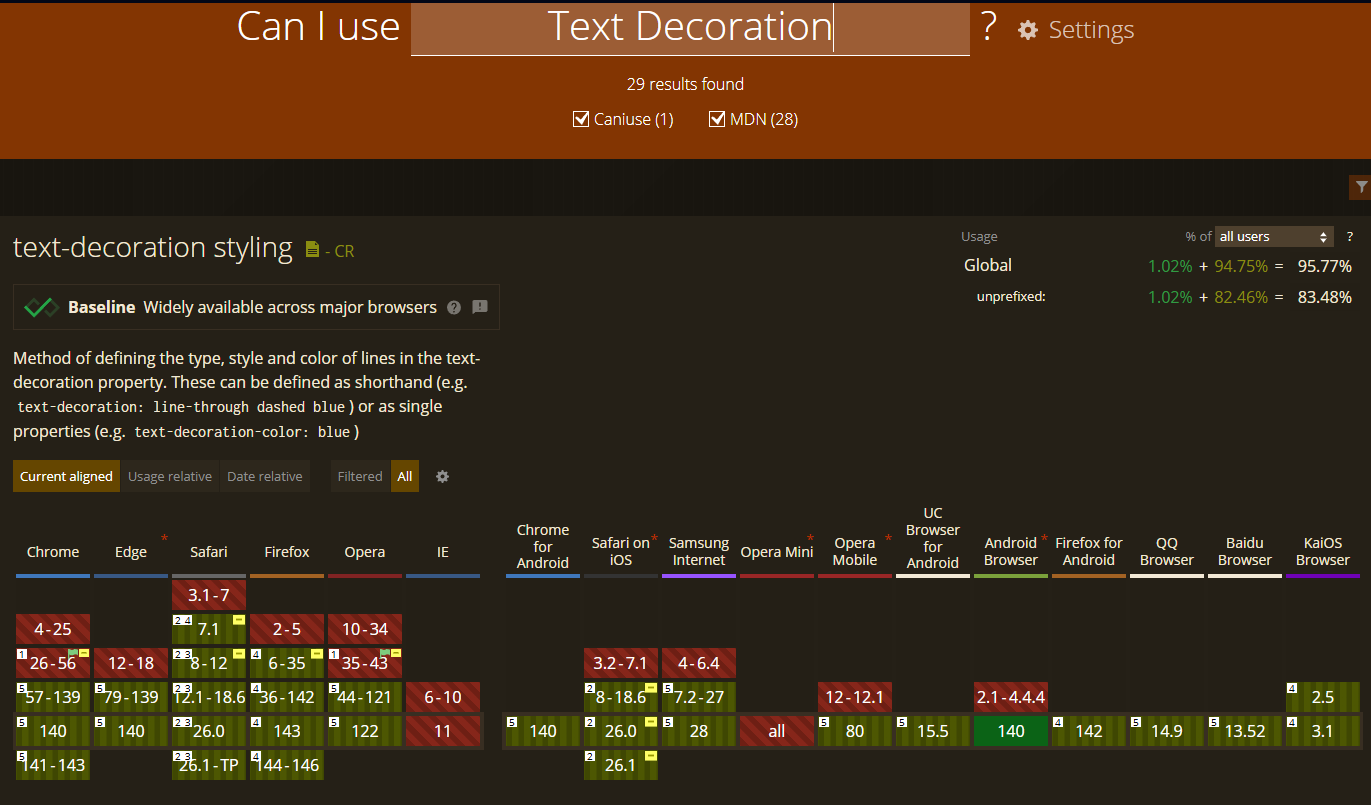 Can I use Text Decoration ? Settings
29 results found
Caniuse (1) MDN (28)
text-decoration styling - CR
Usage % of all users ?
Global 1.02% + 94.75% = 95.77%
unprefixed: 1.02% + 82.46% = 83.48%
Baseline Widely available across major browsers ?
Method of defining the type, style and color of lines in the text-
decoration property. These can be defined as shorthand (e.g.
text-decoration: line-through dashed blue ) or as single
properties (e.g. text-decoration-color: blue )
Current aligned Usage relative Date relative Filtered All
Chrome Edge * Safari Firefox Opera IE
Chrome for Android
Safari on iOS *
Samsung Internet
Opera Mini *
Opera Mobile *
UC Browser for Android
Android Browser *
Firefox for Android
QQ Browser
Baidu Browser
KaiOS Browser
3.1-7
4-25 2 4 7.1 2-5 10-34
1 26-56 12-18 2 3 8-12 4 6-35 1 35-43 3.2-7.1 4-6.4
5 57-139 5 79-139 2 3 12.1-18.6 4 36-142 5 44-121 6-10 2 8-18.6 5 7.2-27 12-12.1 2.1-4.4.4 4 2.5
5 140 5 140 2 3 26.0 4 143 5 122 11 5 140 2 26.0 5 28 all 5 80 5 15.5 140 4 142 5 14.9 5 13.52 4 3.1
5 141-143 2 3 26.1-TP 4 144-146 2 26.1